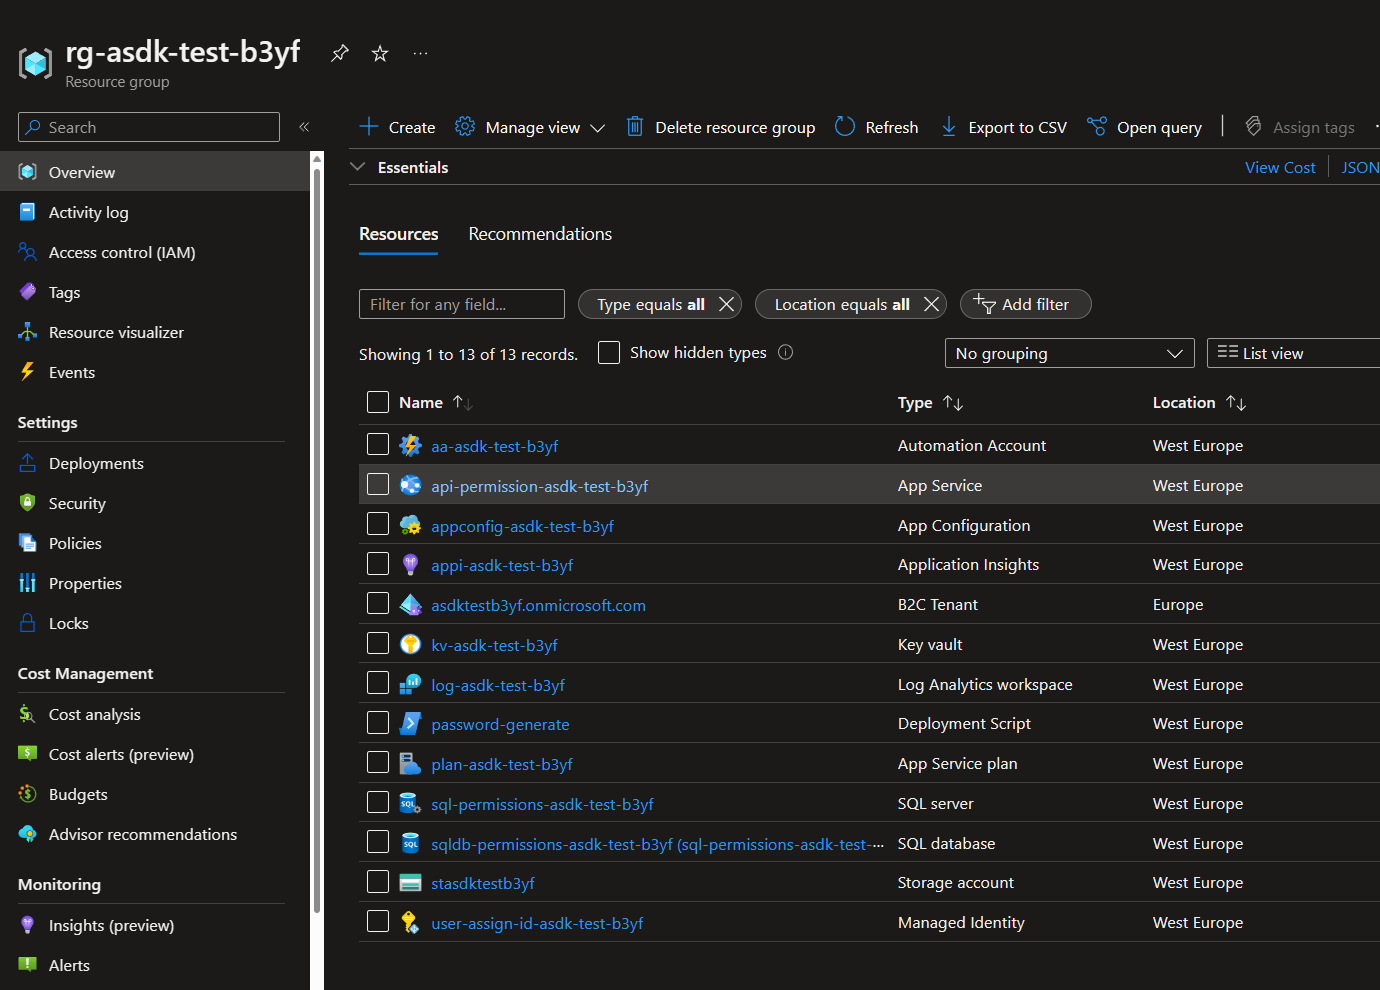 rg-asdk-test-b3yf
Resource group
Search
Overview
Activity log
Access control (IAM)
Tags
Resource visualizer
Events
Settings
Deployments
Security
Policies
Properties
Locks
Cost Management
Cost analysis
Cost alerts (preview)
Budgets
Advisor recommendations
Monitoring
Insights (preview)
Alerts
Create Manage view Delete resource group Refresh Export to CSV Open query Assign tags
Essentials View Cost JSON
Resources Recommendations
Filter for any field... Type equals all Location equals all Add filter
Showing 1 to 13 of 13 records. Show hidden types No grouping List view
Name Type Location
aa-asdk-test-b3yf Automation Account West Europe
api-permission-asdk-test-b3yf App Service West Europe
appconfig-asdk-test-b3yf App Configuration West Europe
appi-asdk-test-b3yf Application Insights West Europe
asdktestb3yf.onmicrosoft.com B2C Tenant Europe
kv-asdk-test-b3yf Key vault West Europe
log-asdk-test-b3yf Log Analytics workspace West Europe
password-generate Deployment Script West Europe
plan-asdk-test-b3yf App Service plan West Europe
SQL sql-permissions-asdk-test-b3yf SQL server West Europe
SQL sqldb-permissions-asdk-test-b3yf (sql-permissions-asdk-test-··· SQL database West Europe
stasdktestb3yf Storage account West Europe
user-assign-id-asdk-test-b3yf Managed Identity West Europe